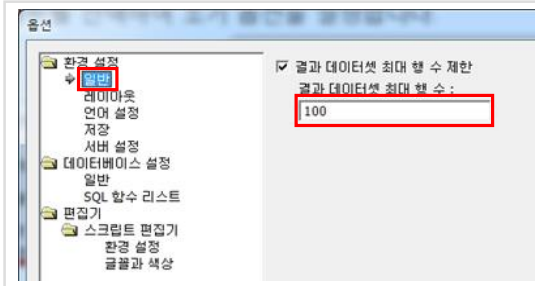 옵션
환경 설정
일반
레이아웃
언어 설정
저장
서버 설정
데이터베이스 설정
일반
SQL 함수 리스트
편집기
스크립트 편집기
환경 설정
글꼴과 색상
결과 데이터셋 최대 행 수 제한
결과 데이터셋 최대 행 수 :
100